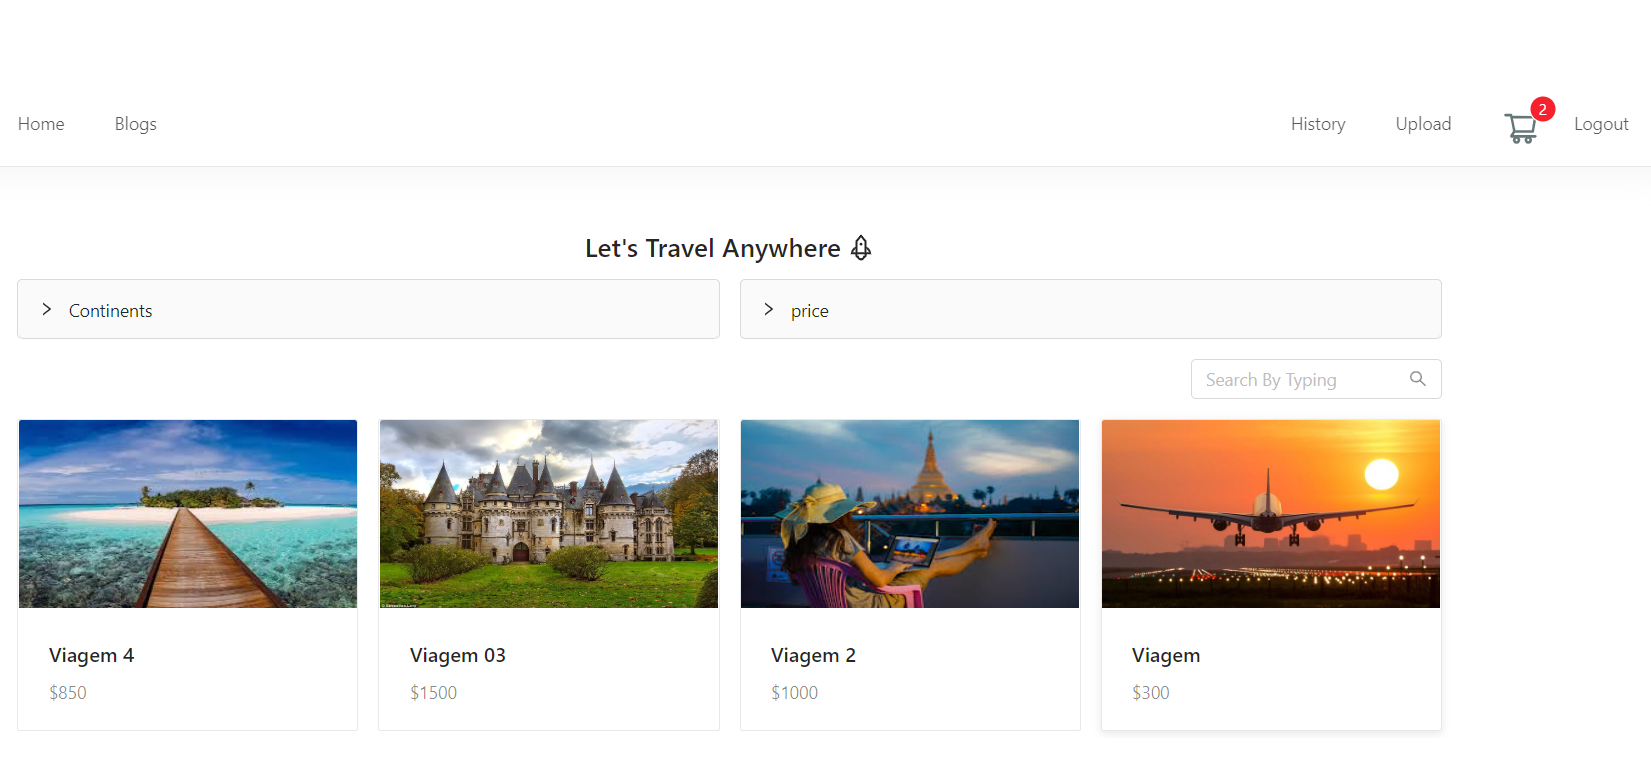 Home Blogs History Upload 2 Logout
Let's Travel Anywhere
Continents price
Search By Typing
Viagem 4 Viagem 03 Viagem 2 Viagem
$850 $1500 $1000 $300